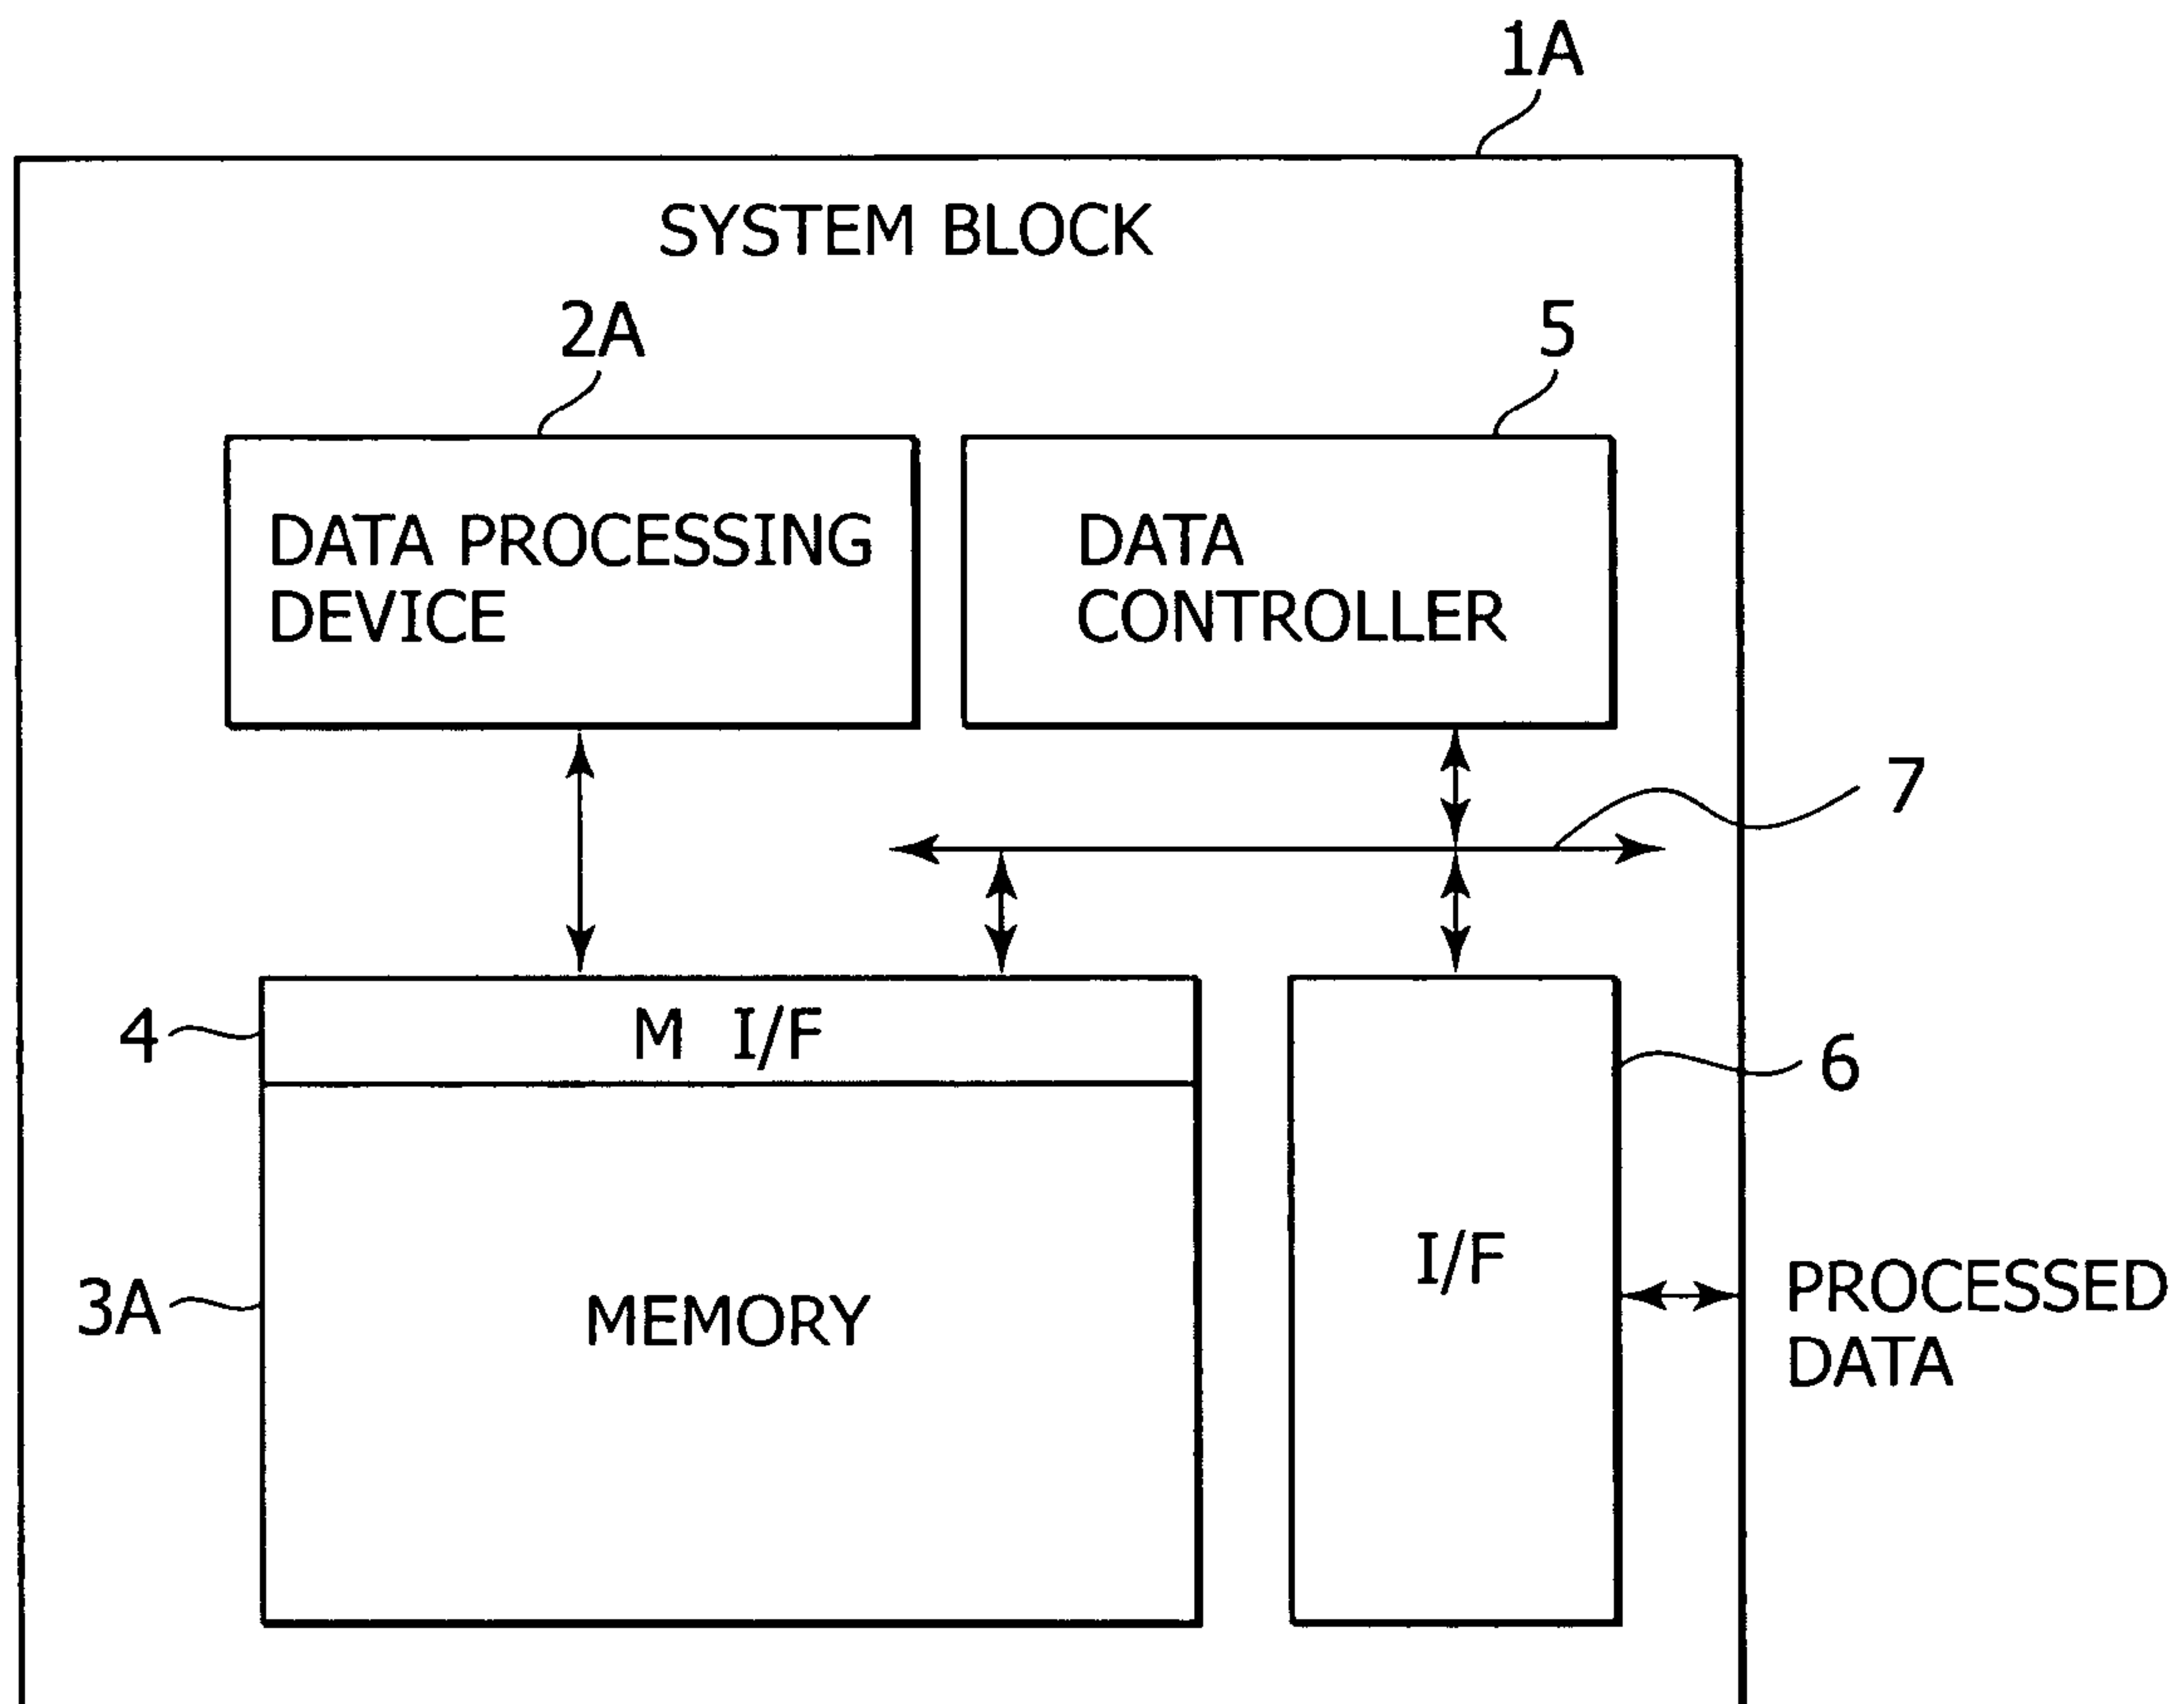 1A
SYSTEM BLOCK
2A
5
DATA PROCESSING
DEVICE
DATA
CONTROLLER
7
4
M I/F
6
3A
MEMORY
I/F
PROCESSED
DATA